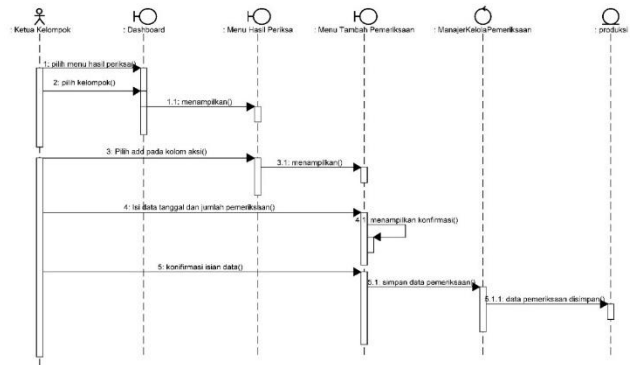 : Ketua Kelompok
: Dashboard
: Menu Hasil Periksa
: Menu Tambah Pemeriksaan
: ManajerKelolaPemeriksaan
: produksi
1: pilih menu hasil periksa()
2: pilih kelompok()
1.1: menampilkan()
3: Pilih add pada kolom aksi()
3.1: menampilkan()
4: Isi data tanggal dan jumlah pemeriksaan()
4.1: menampilkan konfirmasi()
5: konifirmasi isian data()
5.1: simpan data pemeriksaan()
5.1.1: data pemeriksaan disimpan()